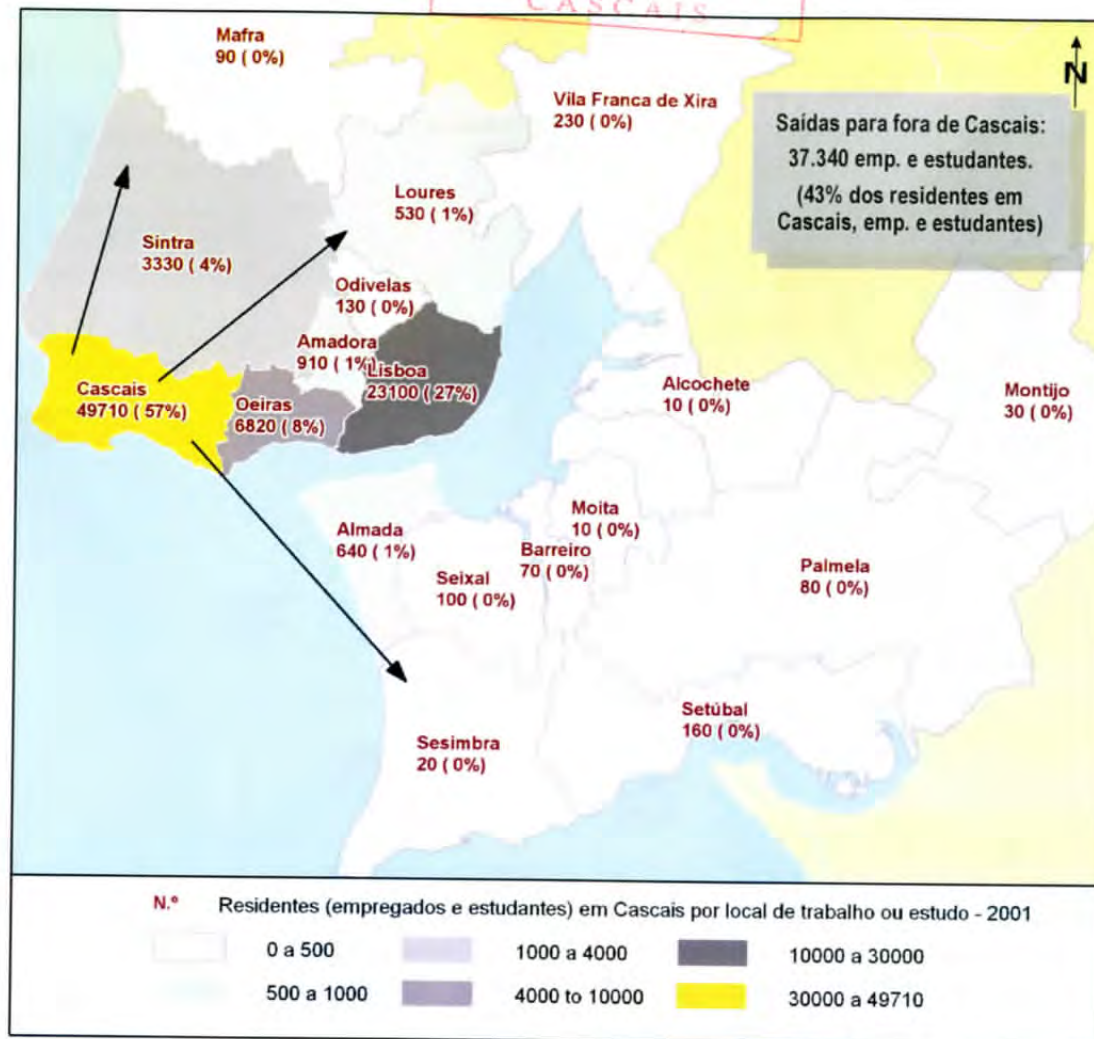 CASCAIS
Mafra
90 ( 0%)
N
Vila Franca de Xira
230 ( 0%)
Saídas para fora de Cascais:
37.340 emp. e estudantes.
(43% dos residentes em
Cascais, emp. e estudantes)
Loures
530 ( 1%)
Sintra
3330 ( 4%)
Odivelas
130 ( 0%)
Amadora
910 ( 1%)
Lisboa
23100 ( 27%)
Cascais
49710 ( 57%)
Oeiras
6820 ( 8%)
Alcochete
10 ( 0%)
Montijo
30 ( 0%)
Almada
640 ( 1%)
Moita
10 ( 0%)
Barreiro
70 ( 0%)
Seixal
100 ( 0%)
Palmela
80 ( 0%)
Sesimbra
20 ( 0%)
Setúbal
160 ( 0%)
N.º Residentes (empregados e estudantes) em Cascais por local de trabalho ou estudo - 2001
0 a 500
1000 a 4000
10000 a 30000
500 a 1000
4000 to 10000
30000 a 49710